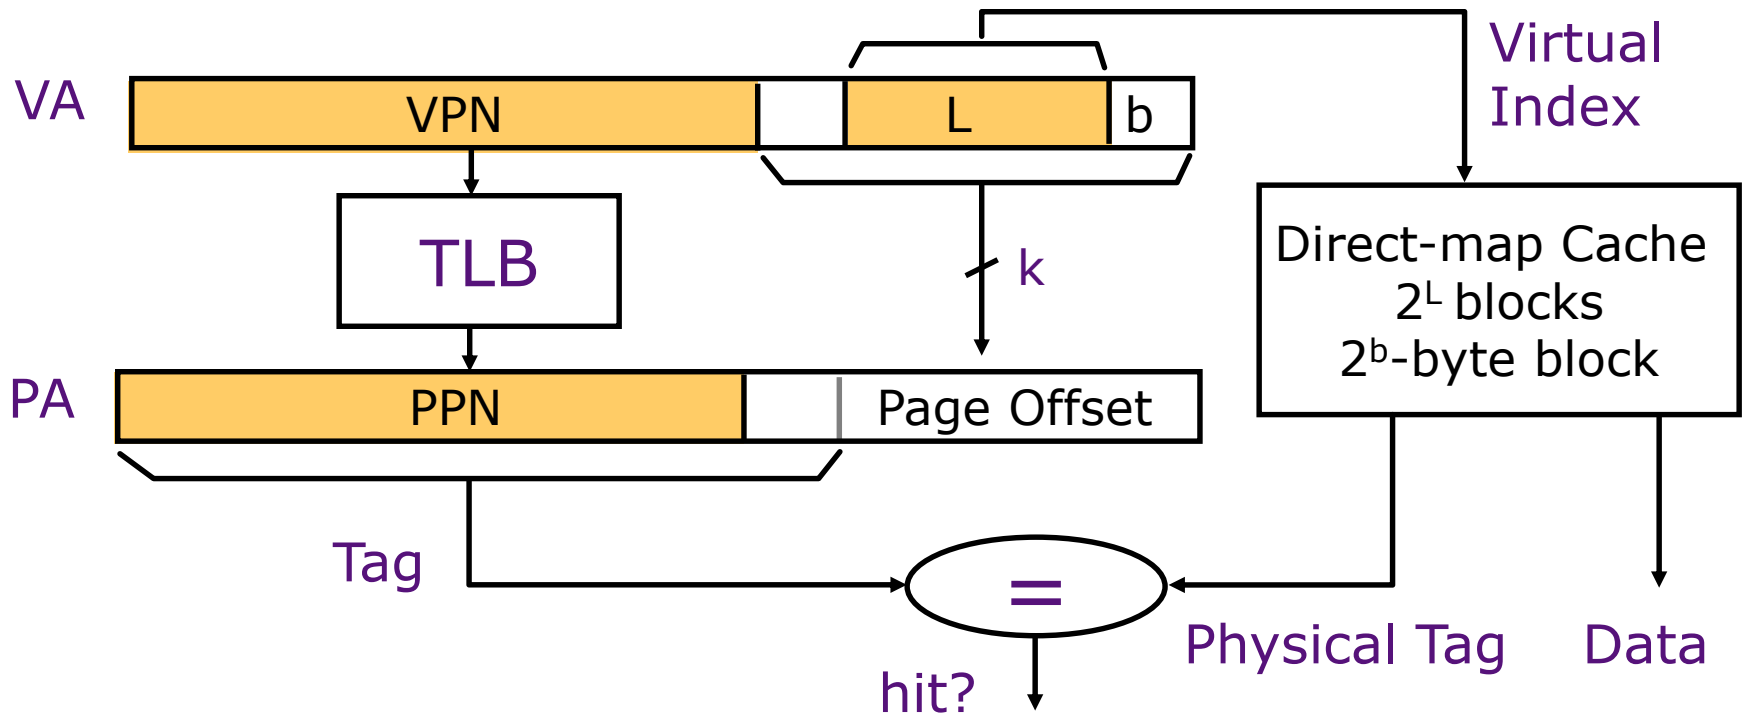 Virtual
Index
VA
VPN
L
b
TLB
k
Direct-map Cache
2ᴸ blocks
2ᵇ-byte block
PA
PPN
Page Offset
Tag
=
Physical Tag
Data
hit?